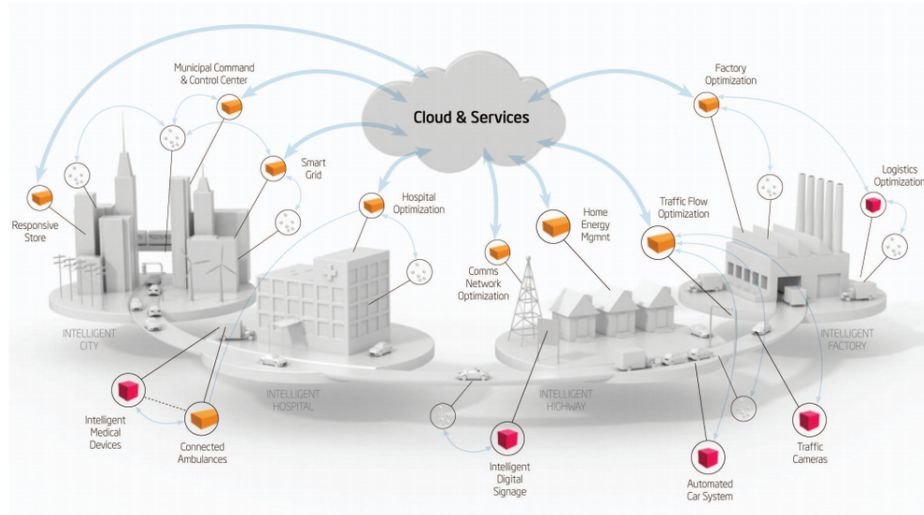 Municipal Command
& Control Center
Factory
Optimization
Cloud & Services
Smart
Grid
Logistics
Optimization
Responsive
Store
Hospital
Optimization
Home
Energy
Mgmnt
Traffic Flow
Optimization
Comms
Network
Optimization
INTELLIGENT
CITY
INTELLIGENT
FACTORY
INTELLIGENT
HOSPITAL
INTELLIGENT
HIGHWAY
Intelligent
Medical
Devices
Connected
Ambulances
Intelligent
Digital
Signage
Automated
Car System
Traffic
Cameras